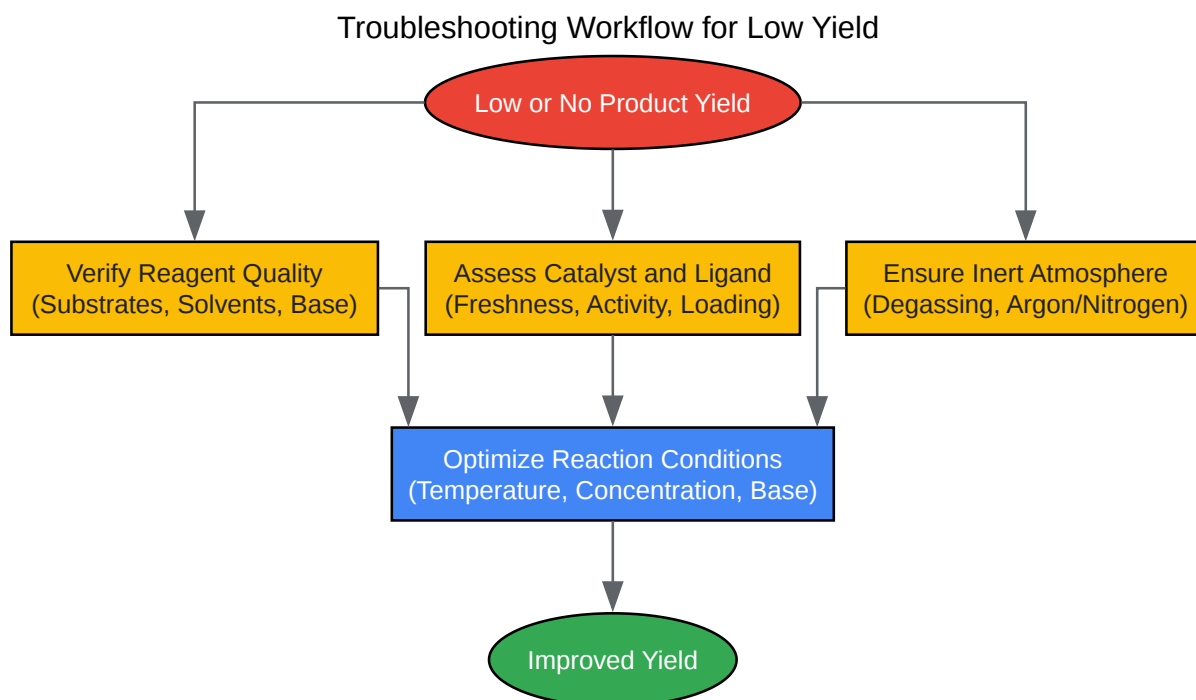 Troubleshooting Workflow for Low Yield
Low or No Product Yield
Verify Reagent Quality
(Substrates, Solvents, Base)
Assess Catalyst and Ligand
(Freshness, Activity, Loading)
Ensure Inert Atmosphere
(Degassing, Argon/Nitrogen)
Optimize Reaction Conditions
(Temperature, Concentration, Base)
Improved Yield